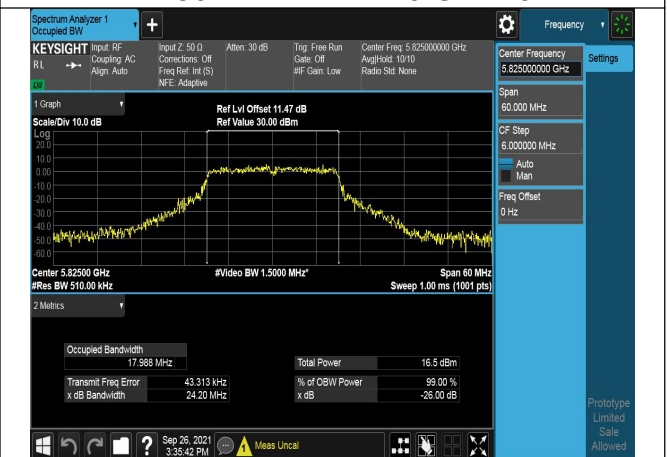 Spectrum Analyzer 1
Occupied BW
Frequency
KEYSIGHT
RL
Input: RF
Coupling: AC
Align: Auto
Input Z: 50 Ω
Corrections: Off
Freq Ref: Int (S)
NFE: Adaptive
Atten: 30 dB
Trig: Free Run
Gate: Off
#IF Gain: Low
Center Freq: 5.825000000 GHz
Avg|Hold: 10/10
Radio Std: None
Center Frequency
5.825000000 GHz
Settings
Span
60.000 MHz
CF Step
6.000000 MHz
Auto
Man
Freq Offset
0 Hz
1 Graph
Scale/Div 10.0 dB
Ref Lvl Offset 11.47 dB
Ref Value 30.00 dBm
Log
20.0
10.0
0.00
-10.0
-20.0
-30.0
-40.0
-50.0
-60.0
Center 5.82500 GHz
#Video BW 1.5000 MHz*
Span 60 MHz
#Res BW 510.00 kHz
Sweep 1.00 ms (1001 pts)
2 Metrics
Occupied Bandwidth
17.988 MHz
Total Power 16.5 dBm
Transmit Freq Error 43.313 kHz
% of OBW Power 99.00 %
x dB Bandwidth 24.20 MHz
x dB -26.00 dB
Prototype
Limited
Sale
Allowed
?
Sep 26, 2021
3:35:42 PM
Meas Uncal